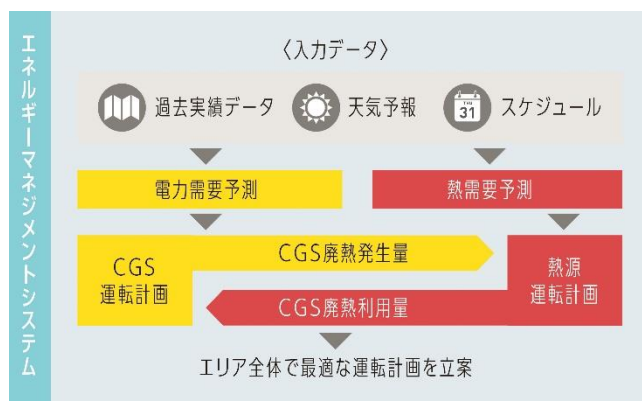 エネルギーマネジメントシステム
〈入力データ〉
過去実績データ
天気予報
THU
31
スケジュール
電力需要予測
熱需要予測
CGS
運転計画
CGS廃熱発生量
CGS廃熱利用量
熱源
運転計画
エリア全体で最適な運転計画を立案